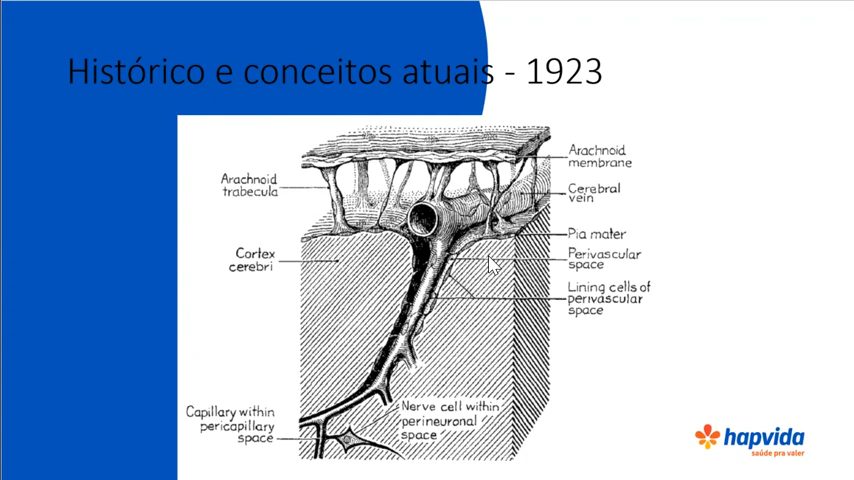 Histórico e conceitos atuais - 1923
Arachnoid
trabecula
Cortex
cerebri
Capillary within
pericapillary
space
Nerve cell within
perineuronal
space
Arachnoid
membrane
Cerebral
vein
Pia mater
Perivascular
space
Lining cells of
perivascular
space
hapvida
saúde pra valer